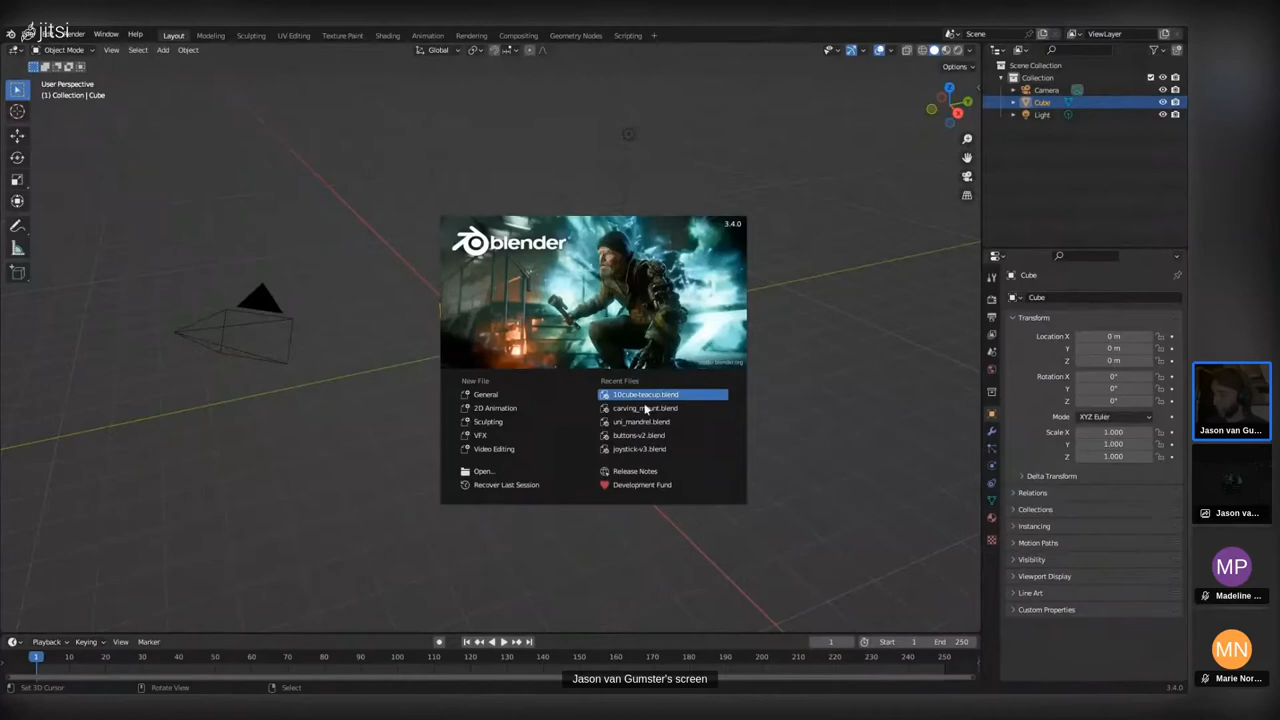 jitsi
Window
Help
Layout
Modeling
Sculpting
UV Editing
Texture Paint
Shading
Animation
Rendering
Compositing
Geometry Nodes
Scripting
+
Scene
ViewLayer
Object Mode
View
Select
Add
Object
Global
Options
User Perspective
(1) Collection | Cube
Z
Y
X
Scene Collection
Collection
Camera
Cube
Light
blender
3.4.0
studio.blender.org
New File
General
2D Animation
Sculpting
VFX
Video Editing
Open...
Recover Last Session
Recent Files
10cube-teacup.blend
carving_mount.blend
uni_mandrel.blend
buttons-v2.blend
joystick-v3.blend
Release Notes
Development Fund
Cube
Cube
Transform
Location X 0 m
Y 0 m
Z 0 m
Rotation X 0°
Y 0°
Z 0°
Mode XYZ Euler
Scale X 1.000
Y 1.000
Z 1.000
Delta Transform
Relations
Collections
Instancing
Motion Paths
Visibility
Viewport Display
Line Art
Custom Properties
Jason van Gum...
Jason va...
MP
Madeline ...
MN
Marie Nor...
Playback
Keying
View
Marker
1
Start 1
End 250
1 10 20 30 40 50 60 70 80 90 100 110 120 130 140 150 160 170 180 190 200 210 220 230 240 250
Set 3D Cursor
Rotate View
Select
3.4.0
Jason van Gumster's screen